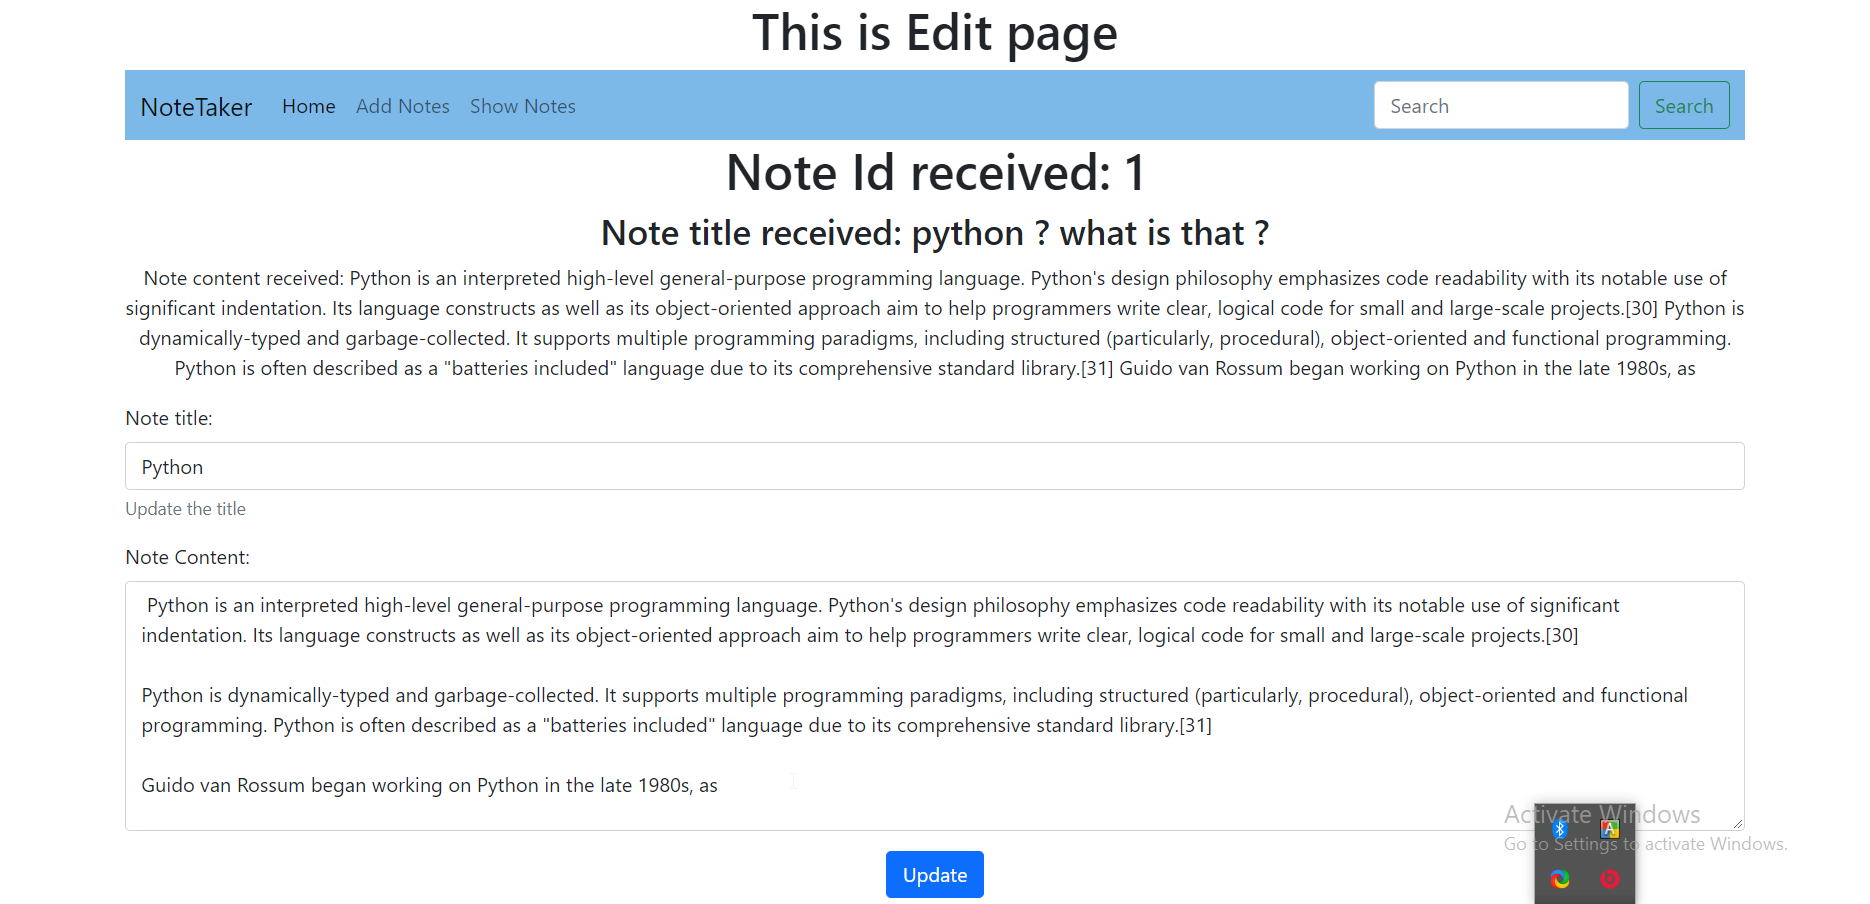 This is Edit page
NoteTaker Home Add Notes Show Notes Search Search
Note Id received: 1
Note title received: python ? what is that ?
Note content received: Python is an interpreted high-level general-purpose programming language. Python's design philosophy emphasizes code readability with its notable use of
significant indentation. Its language constructs as well as its object-oriented approach aim to help programmers write clear, logical code for small and large-scale projects.[30] Python is
dynamically-typed and garbage-collected. It supports multiple programming paradigms, including structured (particularly, procedural), object-oriented and functional programming.
Python is often described as a "batteries included" language due to its comprehensive standard library.[31] Guido van Rossum began working on Python in the late 1980s, as
Note title:
Python
Update the title
Note Content:
Python is an interpreted high-level general-purpose programming language. Python's design philosophy emphasizes code readability with its notable use of significant
indentation. Its language constructs as well as its object-oriented approach aim to help programmers write clear, logical code for small and large-scale projects.[30]
Python is dynamically-typed and garbage-collected. It supports multiple programming paradigms, including structured (particularly, procedural), object-oriented and functional
programming. Python is often described as a "batteries included" language due to its comprehensive standard library.[31]
Guido van Rossum began working on Python in the late 1980s, as
Activate Windows
Go to Settings to activate Windows.
Update